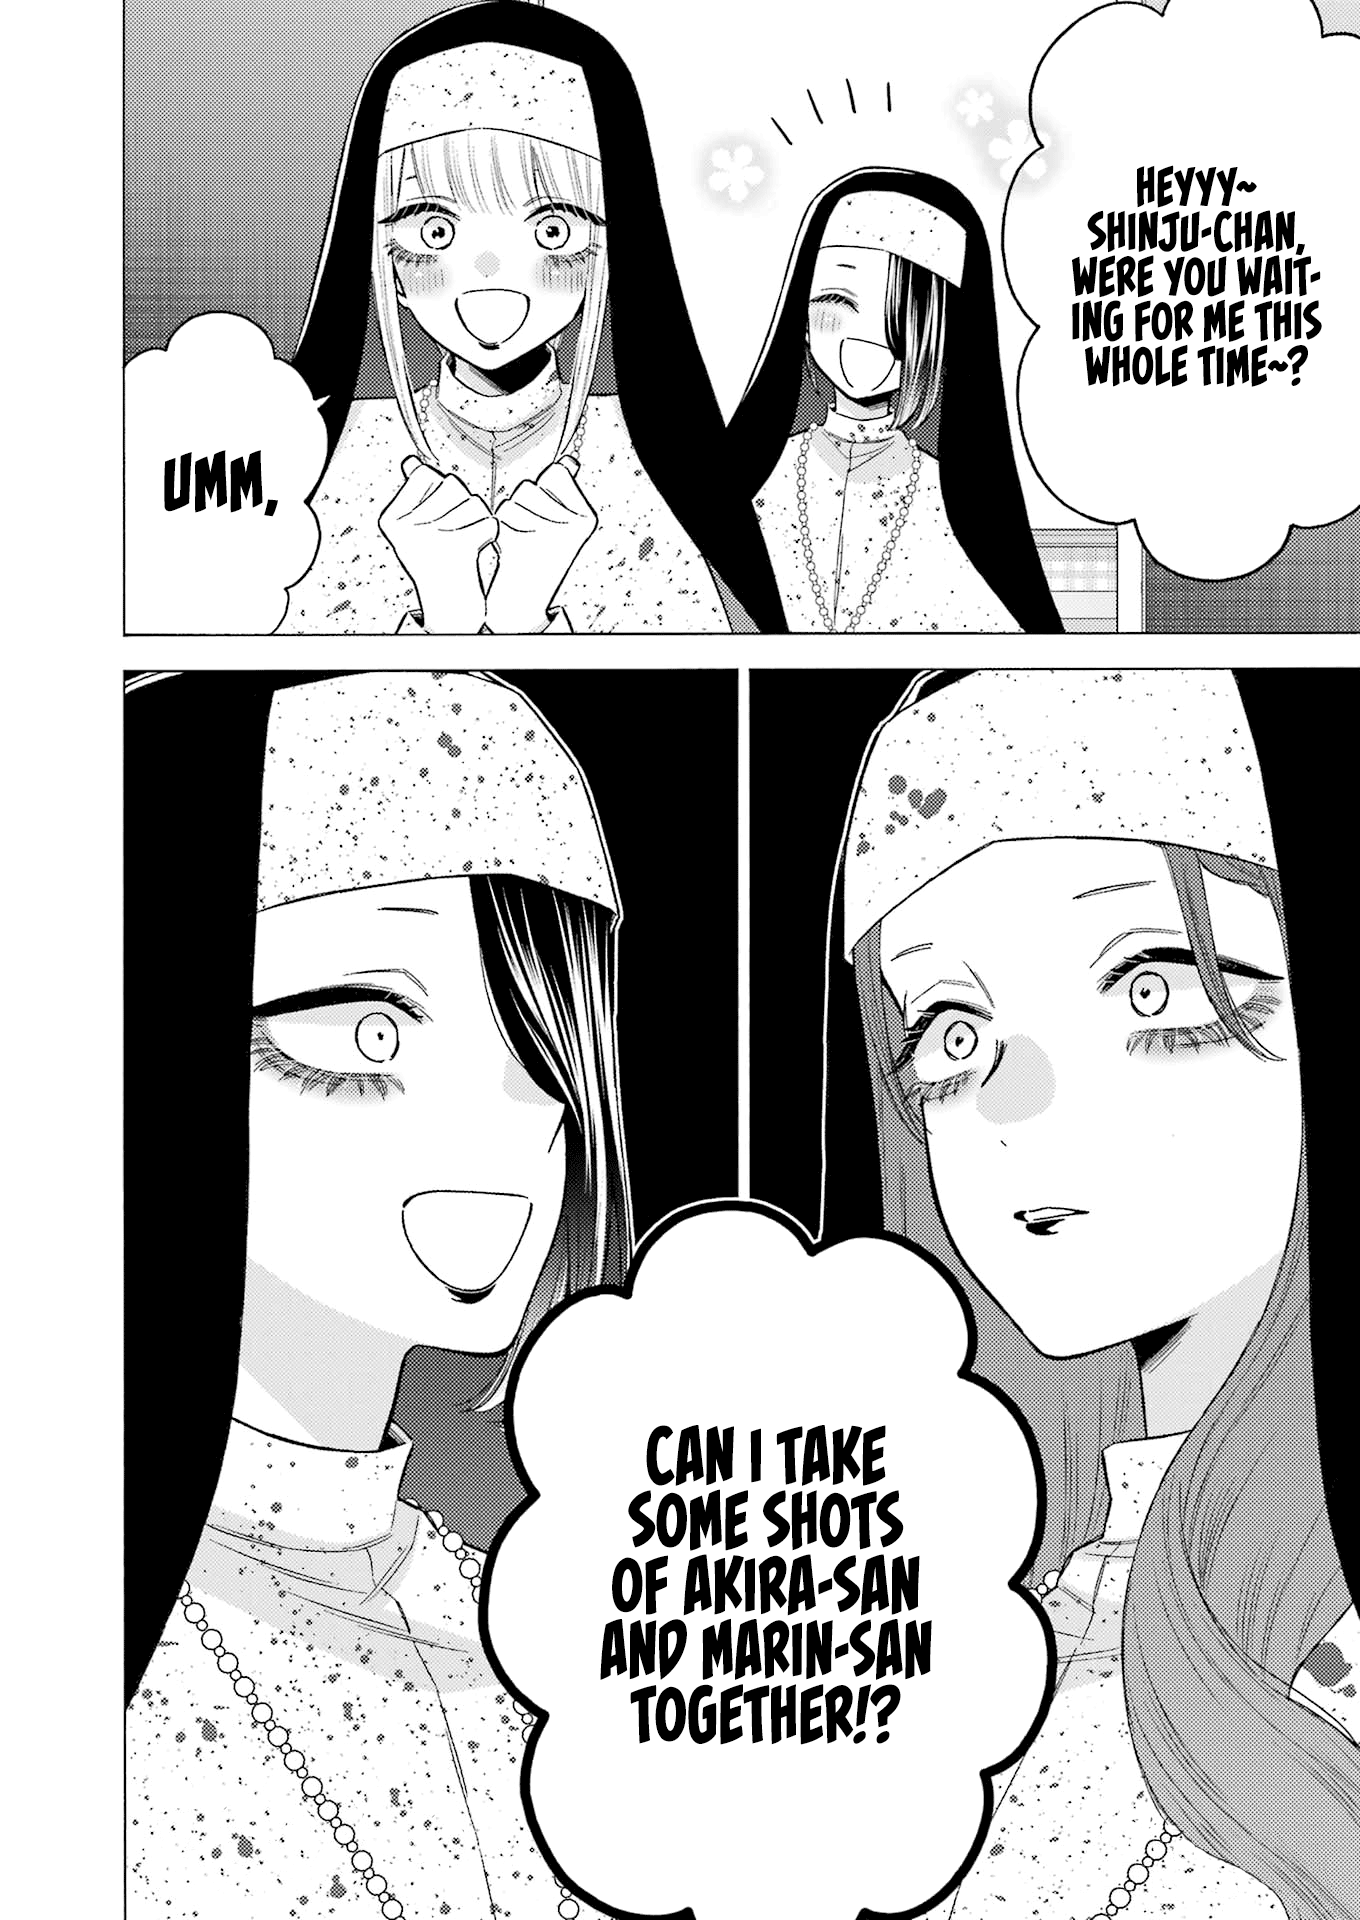 HEYYY~
SHINJU-CHAN,
WERE YOU WAIT-
ING FOR ME THIS
WHOLE TIME~?
UMM,
CAN I TAKE
SOME SHOTS
OF AKIRA-SAN
AND MARIN-SAN
TOGETHER!?